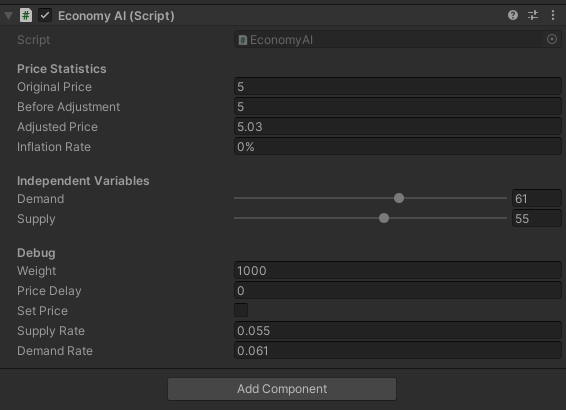 Economy AI (Script)
Script EconomyAI
Price Statistics
Original Price 5
Before Adjustment 5
Adjusted Price 5.03
Inflation Rate 0%
Independent Variables
Demand 61
Supply 55
Debug
Weight 1000
Price Delay 0
Set Price
Supply Rate 0.055
Demand Rate 0.061
Add Component